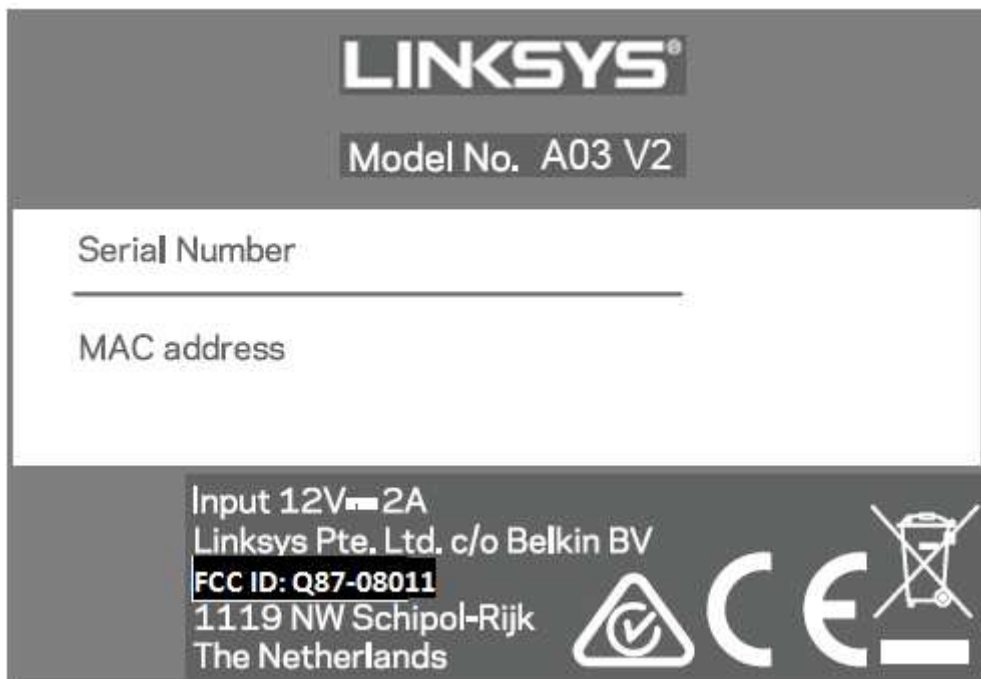 LINKSYS®
Model No. A03 V2
Serial Number
MAC address
Input 12V⎓2A
Linksys Pte. Ltd. c/o Belkin BV
FCC ID: Q87-08011
1119 NW Schipol-Rijk
The Netherlands
CE